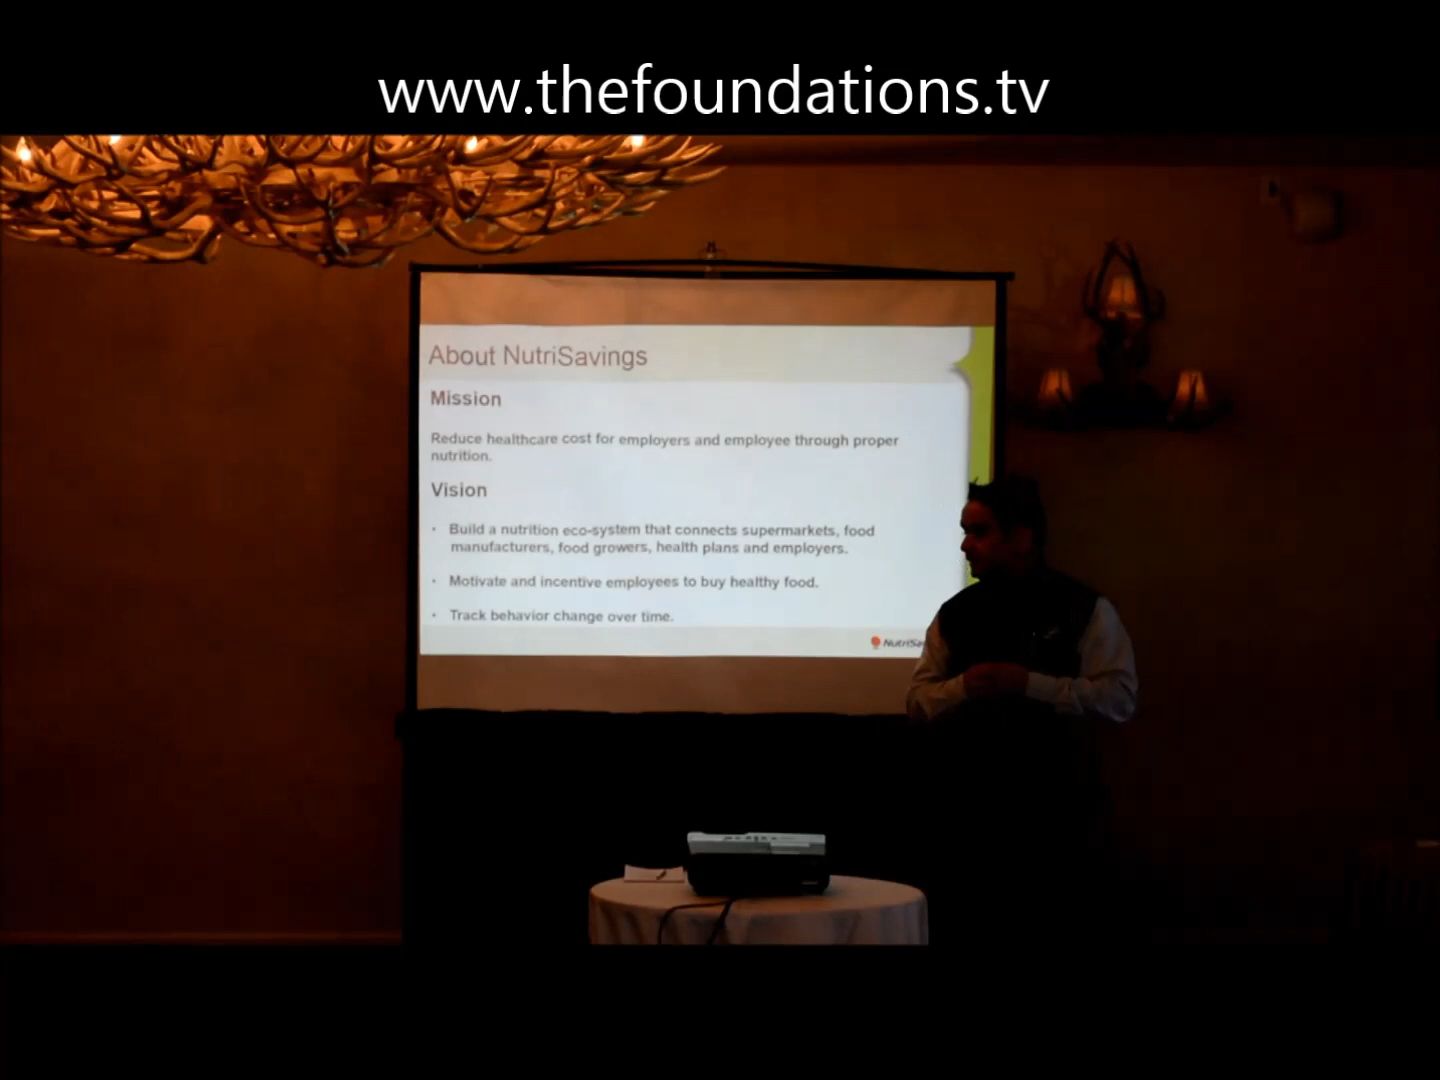 www.thefoundations.tv
About NutriSavings
Mission
Reduce healthcare cost for employers and employee through proper
nutrition.
Vision
• Build a nutrition eco-system that connects supermarkets, food
manufacturers, food growers, health plans and employers.
• Motivate and incentive employees to buy healthy food.
• Track behavior change over time.